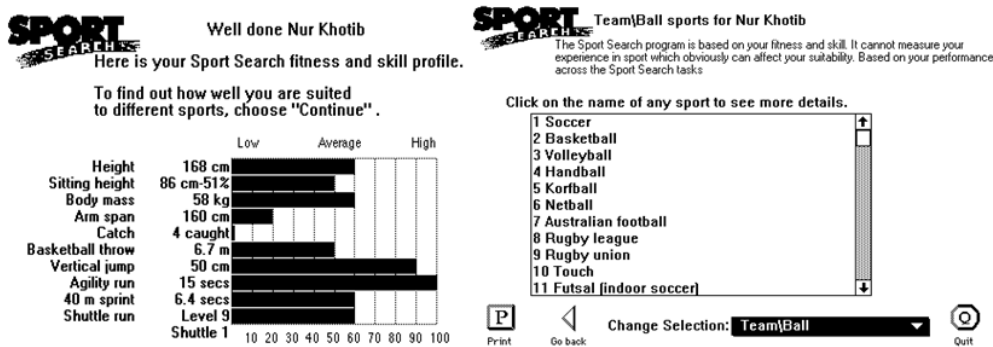 SPORT
SEARCH
Well done Nur Khotib
Here is your Sport Search fitness and skill profile.
To find out how well you are suited
to different sports, choose "Continue" .
Low Average High
Height 168 cm
Sitting height 86 cm-51%
Body mass 58 kg
Arm span 160 cm
Catch 4 caught
Basketball throw 6.7 m
Vertical jump 50 cm
Agility run 15 secs
40 m sprint 6.4 secs
Shuttle run Level 9
Shuttle 1
10 20 30 40 50 60 70 80 90 100
SPORT
SEARCH
Team\Ball sports for Nur Khotib
The Sport Search program is based on your fitness and skill. It cannot measure your
experience in sport which obviously can affect your suitability. Based on your performance
across the Sport Search tasks
Click on the name of any sport to see more details.
1 Soccer
2 Basketball
3 Volleyball
4 Handball
5 Korfball
6 Netball
7 Australian football
8 Rugby league
9 Rugby union
10 Touch
11 Futsal [indoor soccer]
P
Print
Go back
Change Selection: Team\Ball
Q
Quit